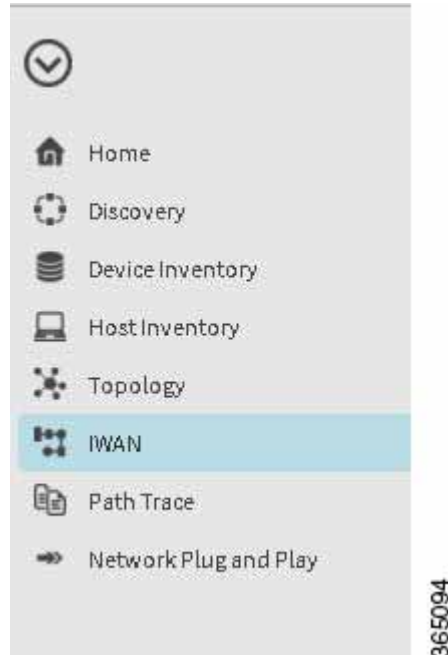 Home
Discovery
Device Inventory
Host Inventory
Topology
IWAN
Path Trace
Network Plug and Play
365094